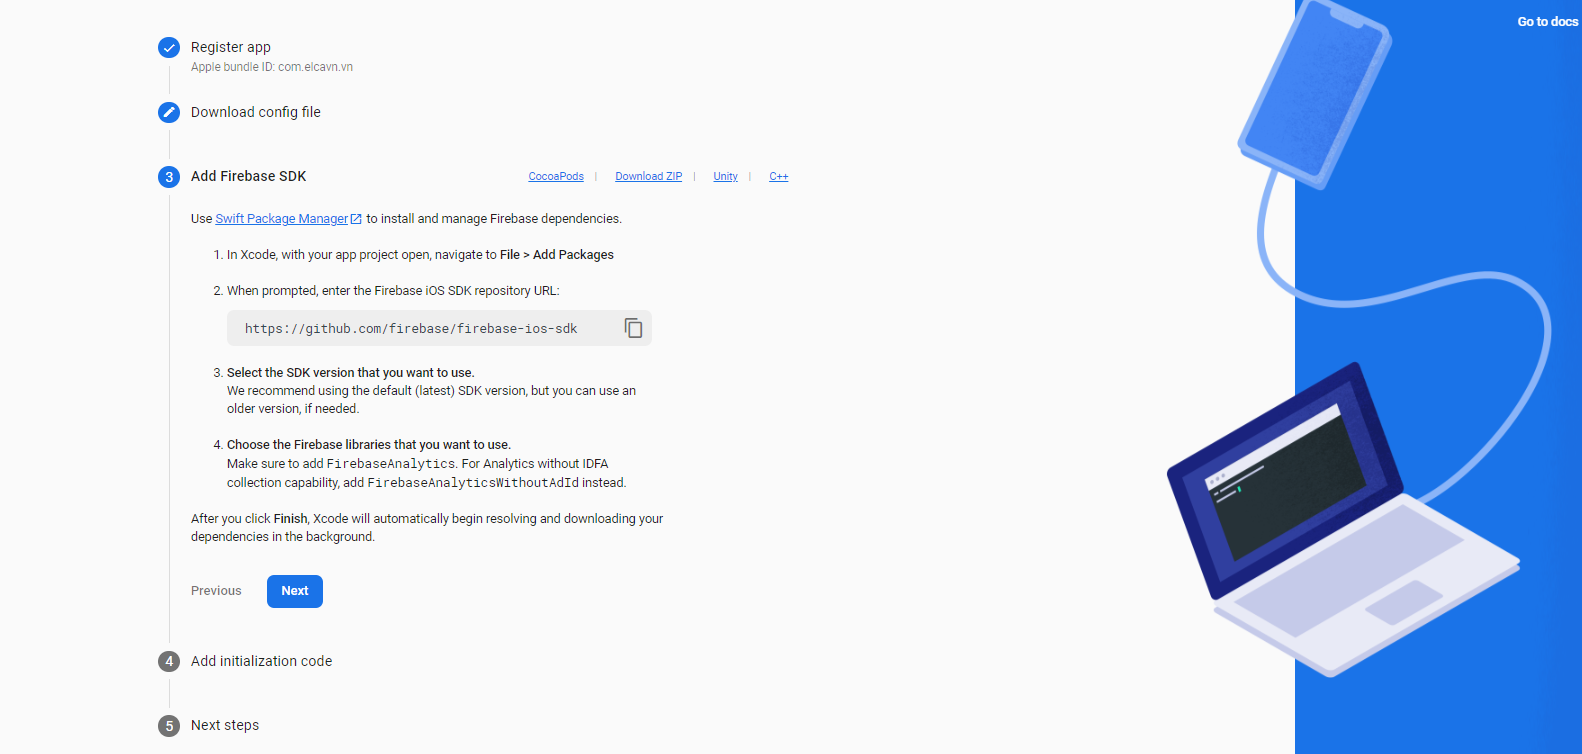 Go to docs
Register app
Apple bundle ID: com.elcavn.vn
Download config file
3 Add Firebase SDK CocoaPods | Download ZIP | Unity | C++
Use Swift Package Manager to install and manage Firebase dependencies.
1. In Xcode, with your app project open, navigate to File > Add Packages
2. When prompted, enter the Firebase iOS SDK repository URL:
https://github.com/firebase/firebase-ios-sdk
3. Select the SDK version that you want to use.
We recommend using the default (latest) SDK version, but you can use an
older version, if needed.
4. Choose the Firebase libraries that you want to use.
Make sure to add FirebaseAnalytics. For Analytics without IDFA
collection capability, add FirebaseAnalyticsWithoutAdId instead.
After you click Finish, Xcode will automatically begin resolving and downloading your
dependencies in the background.
Previous Next
4 Add initialization code
5 Next steps